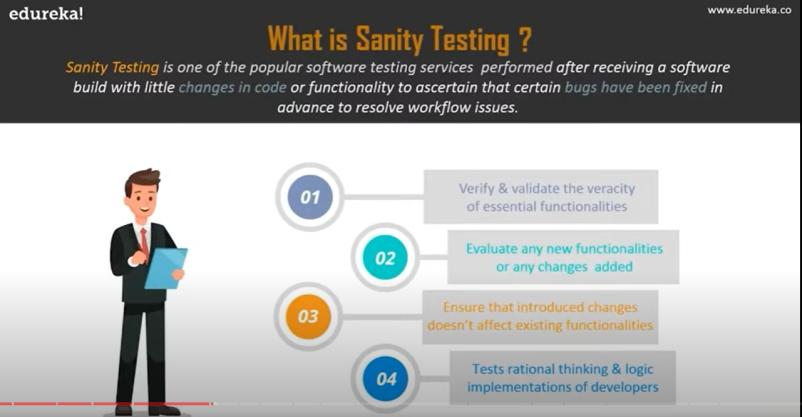 edureka!
www.edureka.co
What is Sanity Testing ?
Sanity Testing is one of the popular software testing services performed after receiving a software
build with little changes in code or functionality to ascertain that certain bugs have been fixed in
advance to resolve workflow issues.
01
Verify & validate the veracity
of essential functionalities
02
Evaluate any new functionalities
or any changes added
03
Ensure that introduced changes
doesn't affect existing functionalities
04
Tests rational thinking & logic
implementations of developers